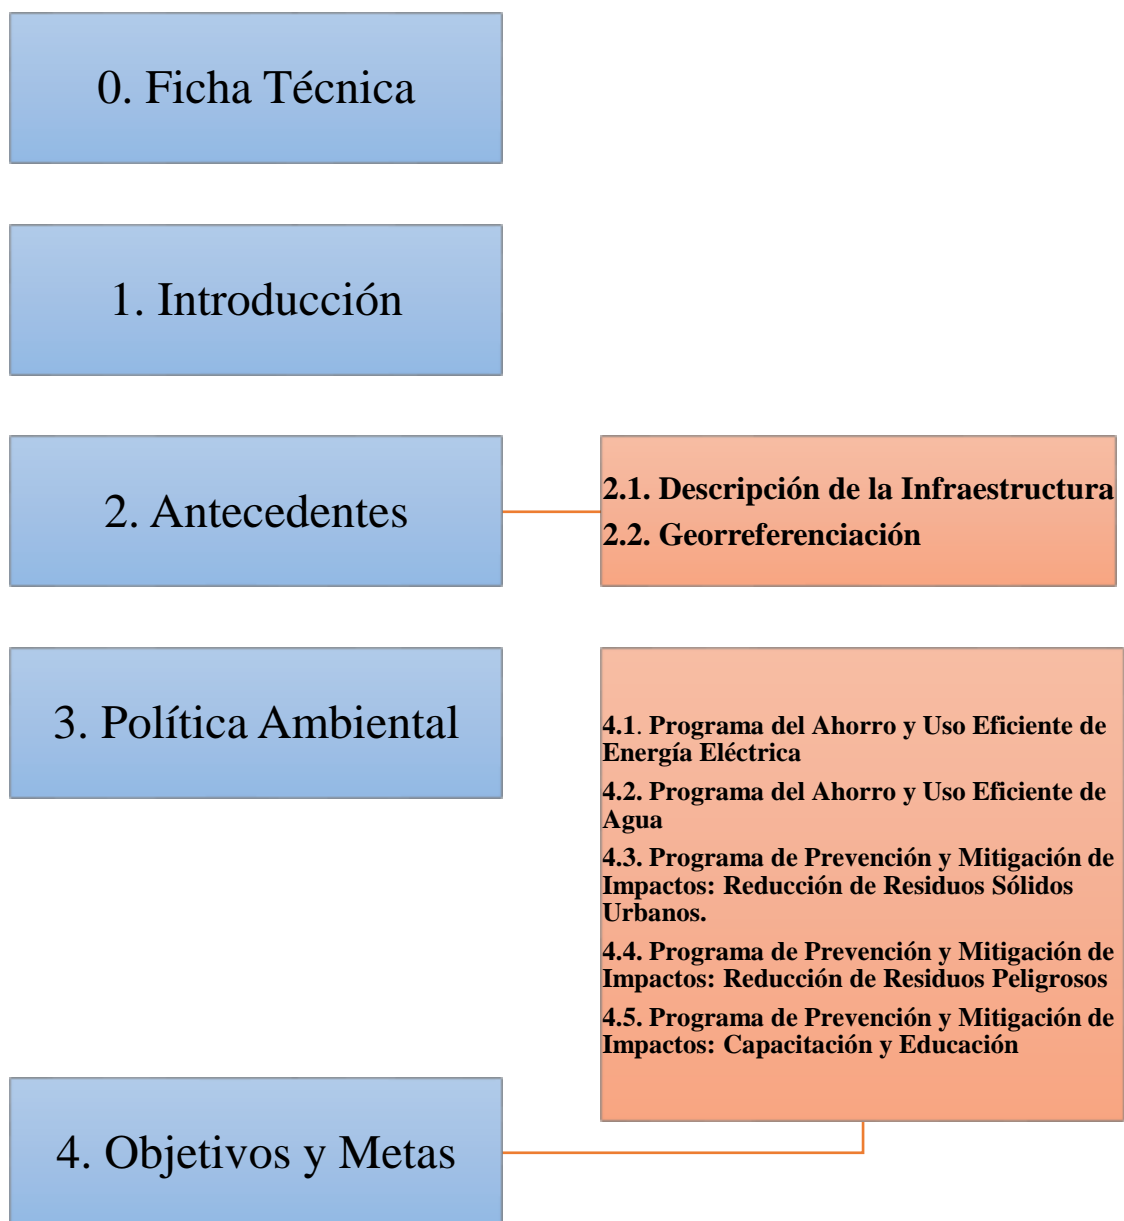 0. Ficha Técnica
1. Introducción
2. Antecedentes
2.1. Descripción de la Infraestructura
2.2. Georreferenciación
3. Política Ambiental
4.1. Programa del Ahorro y Uso Eficiente de
Energía Eléctrica
4.2. Programa del Ahorro y Uso Eficiente de
Agua
4.3. Programa de Prevención y Mitigación de
Impactos: Reducción de Residuos Sólidos
Urbanos.
4.4. Programa de Prevención y Mitigación de
Impactos: Reducción de Residuos Peligrosos
4.5. Programa de Prevención y Mitigación de
Impactos: Capacitación y Educación
4. Objetivos y Metas